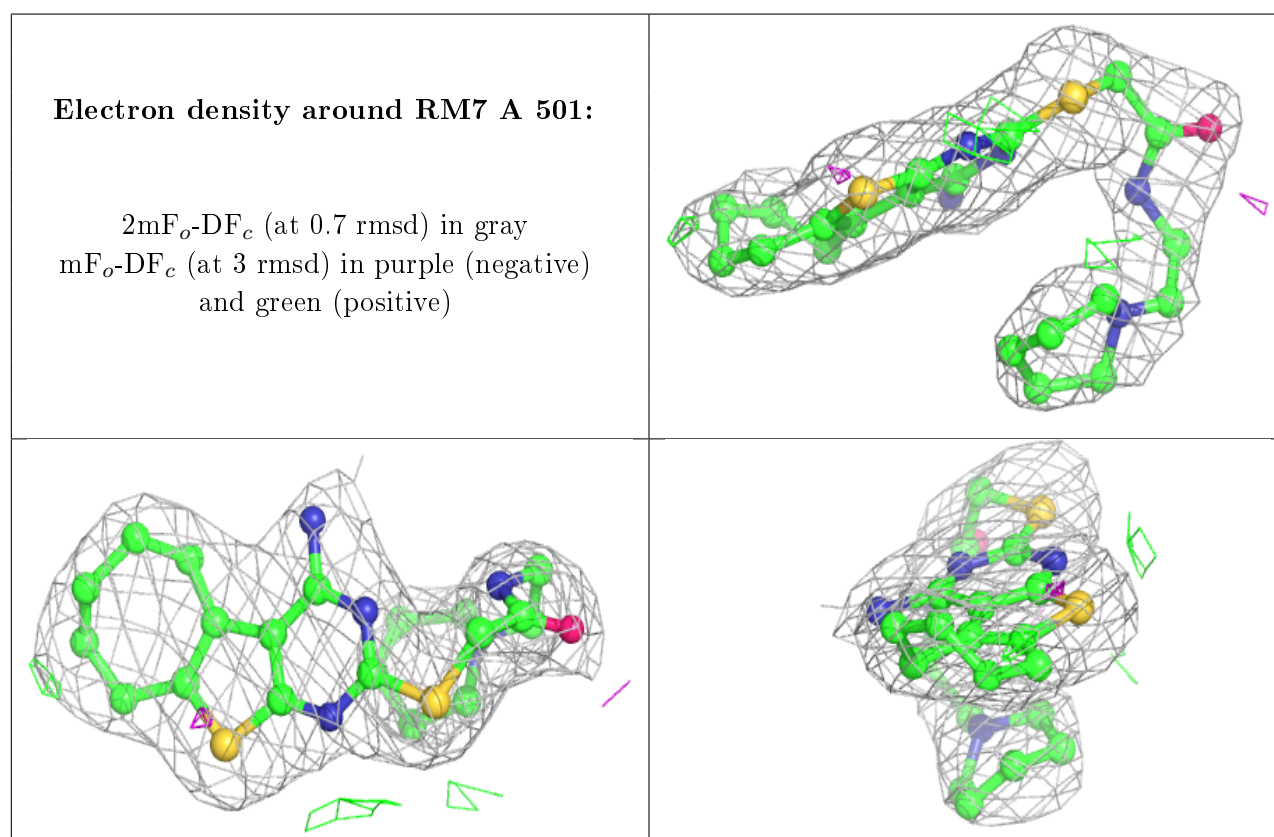 Electron density around RM7 A 501:
2mFo-DFc (at 0.7 rmsd) in gray
mFo-DFc (at 3 rmsd) in purple (negative)
and green (positive)